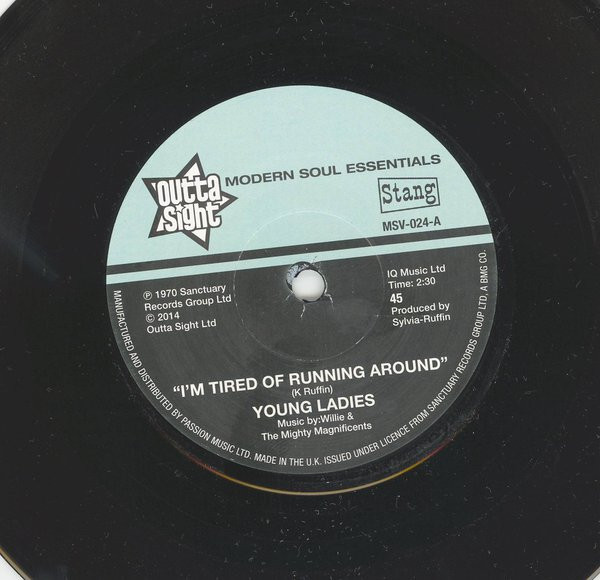 outta
sight
MODERN SOUL ESSENTIALS
Stang
MSV-024-A
℗ 1970 Sanctuary
Records Group Ltd
© 2014
Outta Sight Ltd
IQ Music Ltd
Time: 2:30
45
Produced by
Sylvia-Ruffin
"I'M TIRED OF RUNNING AROUND"
(K Ruffin)
YOUNG LADIES
Music by:Willie &
The Mighty Magnificents
MANUFACTURED AND DISTRIBUTED BY PASSION MUSIC LTD. MADE IN THE U.K. ISSUED UNDER LICENCE FROM SANCTUARY RECORDS GROUP LTD, A BMG CO.